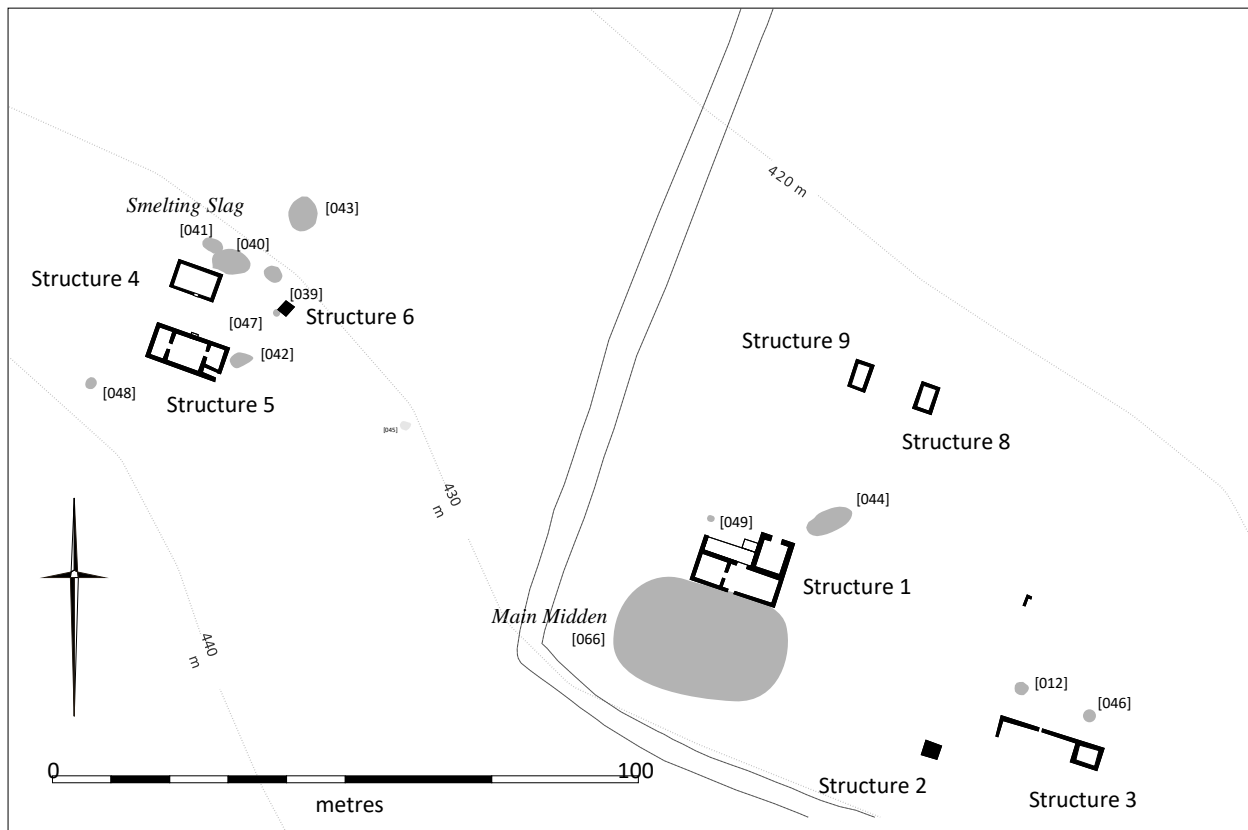 420 m
Smelting Slag
[043]
[041]
[040]
Structure 4
[039]
Structure 6
[047]
[042]
[048]
Structure 5
[045]
Structure 9
Structure 8
430
m
[044]
[049]
Structure 1
Main Midden
[066]
440
m
[012]
[046]
0
100
metres
Structure 2
Structure 3